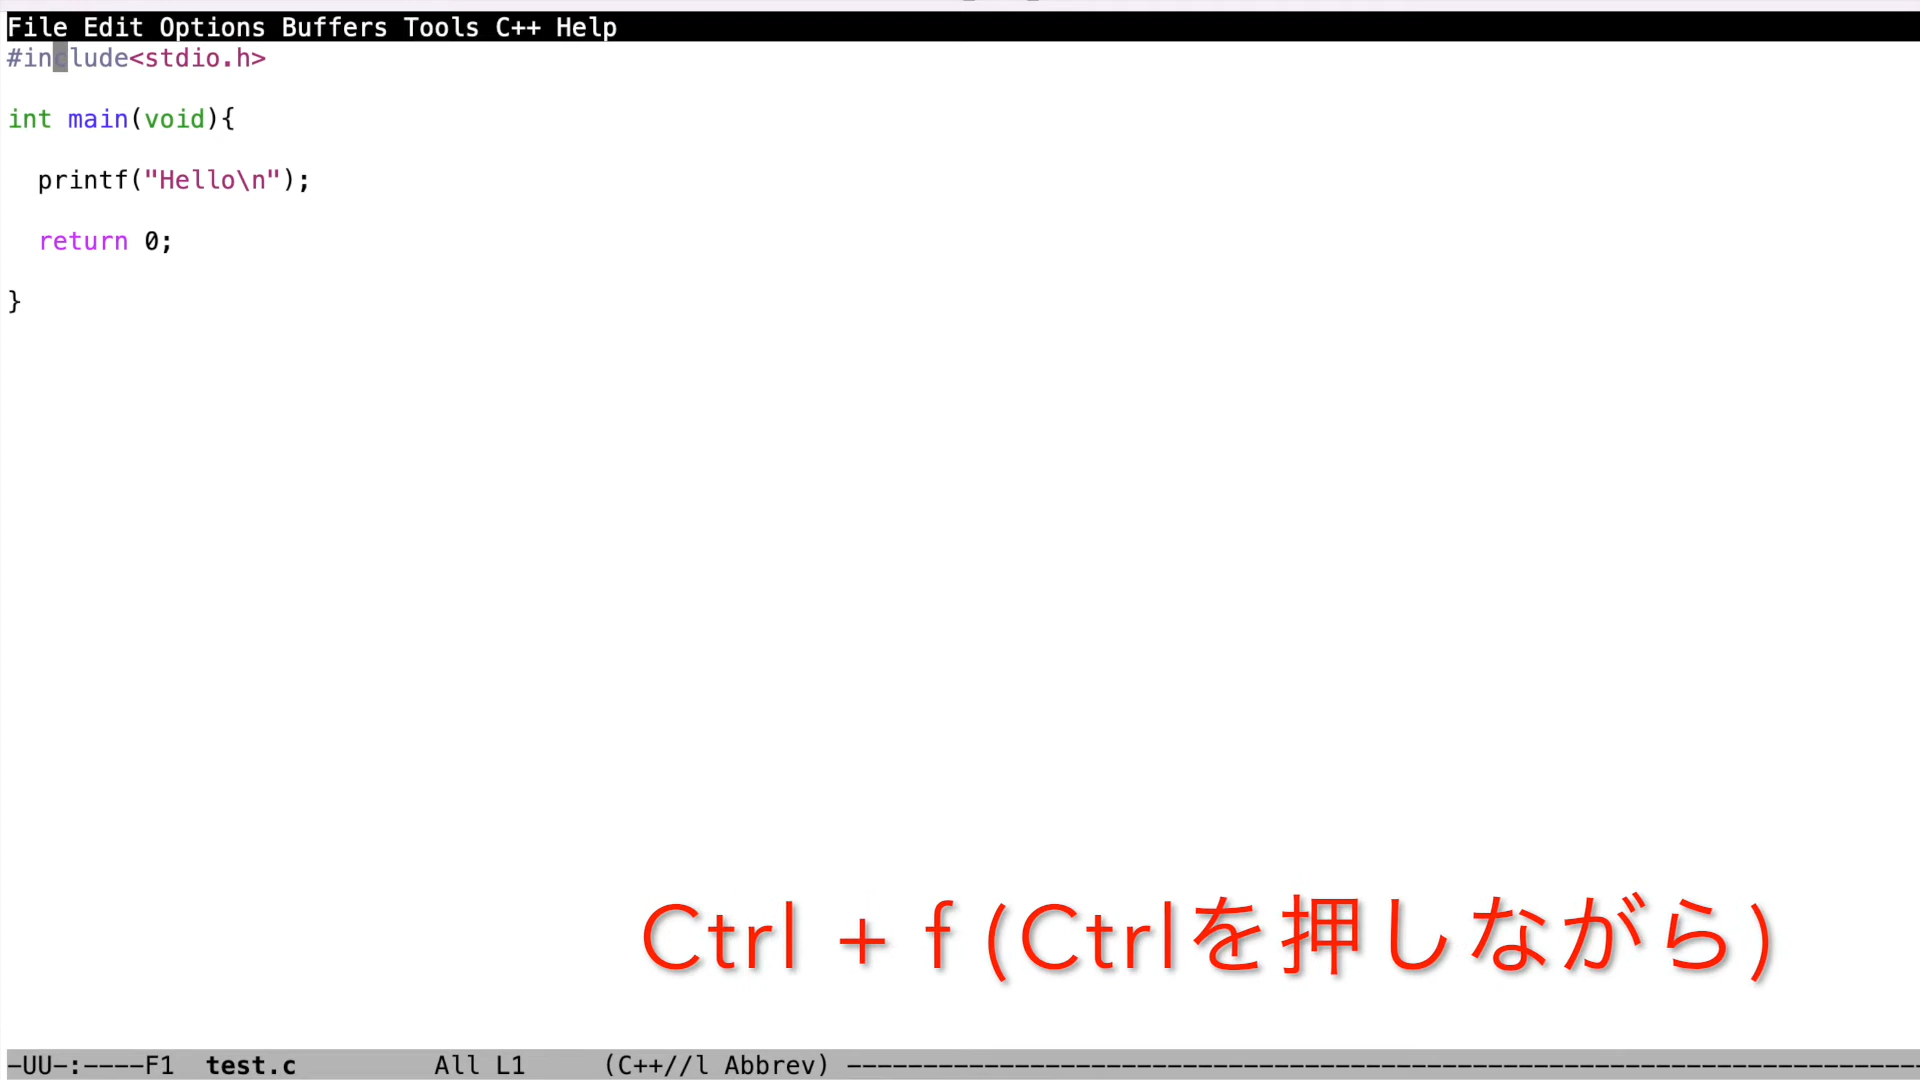 File Edit Options Buffers Tools C++ Help
#include<stdio.h>
int main(void){
printf("Hello\n");
return 0;
}
Ctrl + f (Ctrlを押しながら)
-UU-:----F1 test.c All L1 (C++//l Abbrev) ----------------------------------------------------------------------